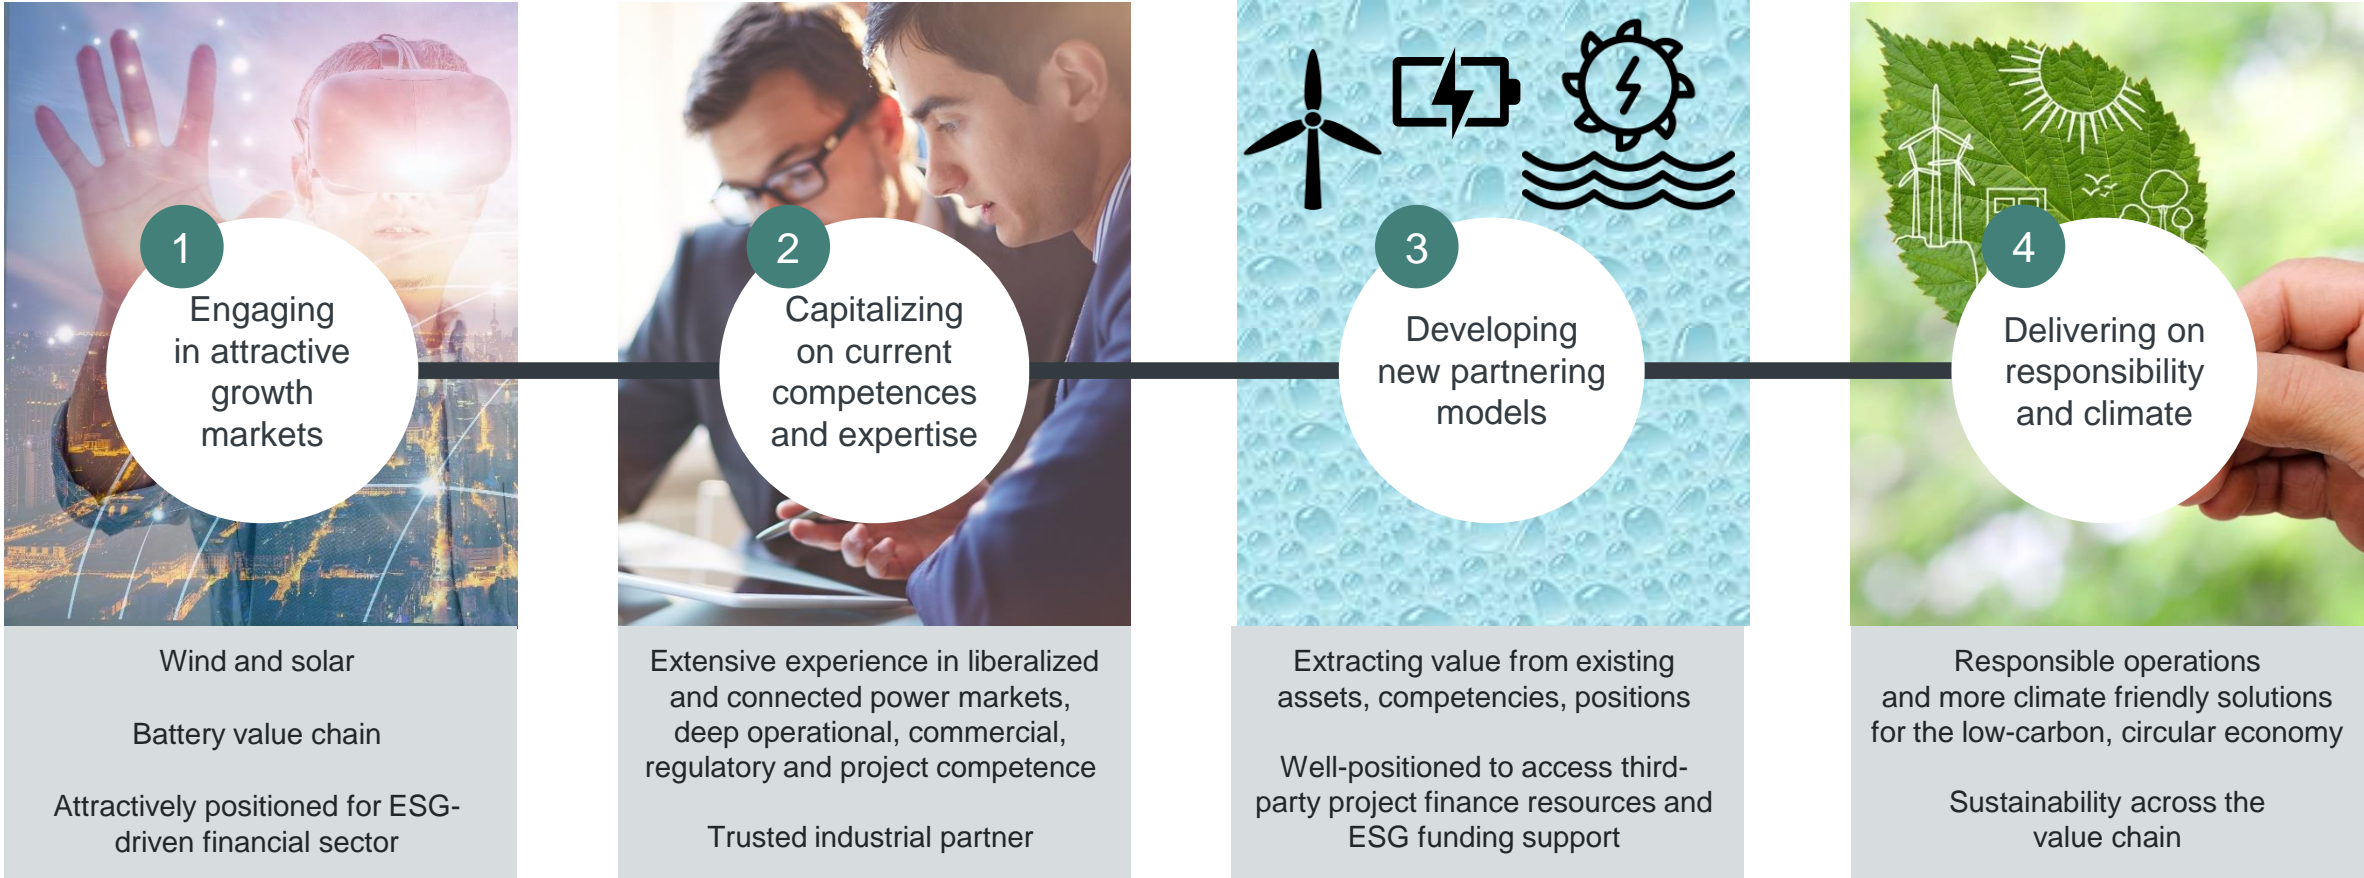 1
Engaging
in attractive
growth
markets
Wind and solar
Battery value chain
Attractively positioned for ESG-
driven financial sector
2
Capitalizing
on current
competences
and expertise
Extensive experience in liberalized
and connected power markets,
deep operational, commercial,
regulatory and project competence
Trusted industrial partner
3
Developing
new partnering
models
Extracting value from existing
assets, competencies, positions
Well-positioned to access third-
party project finance resources and
ESG funding support
4
Delivering on
responsibility
and climate
Responsible operations
and more climate friendly solutions
for the low-carbon, circular economy
Sustainability across the
value chain